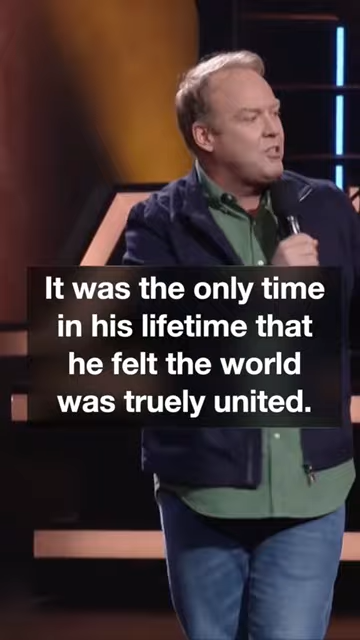 It was the only time
in his lifetime that
he felt the world
was truely united.